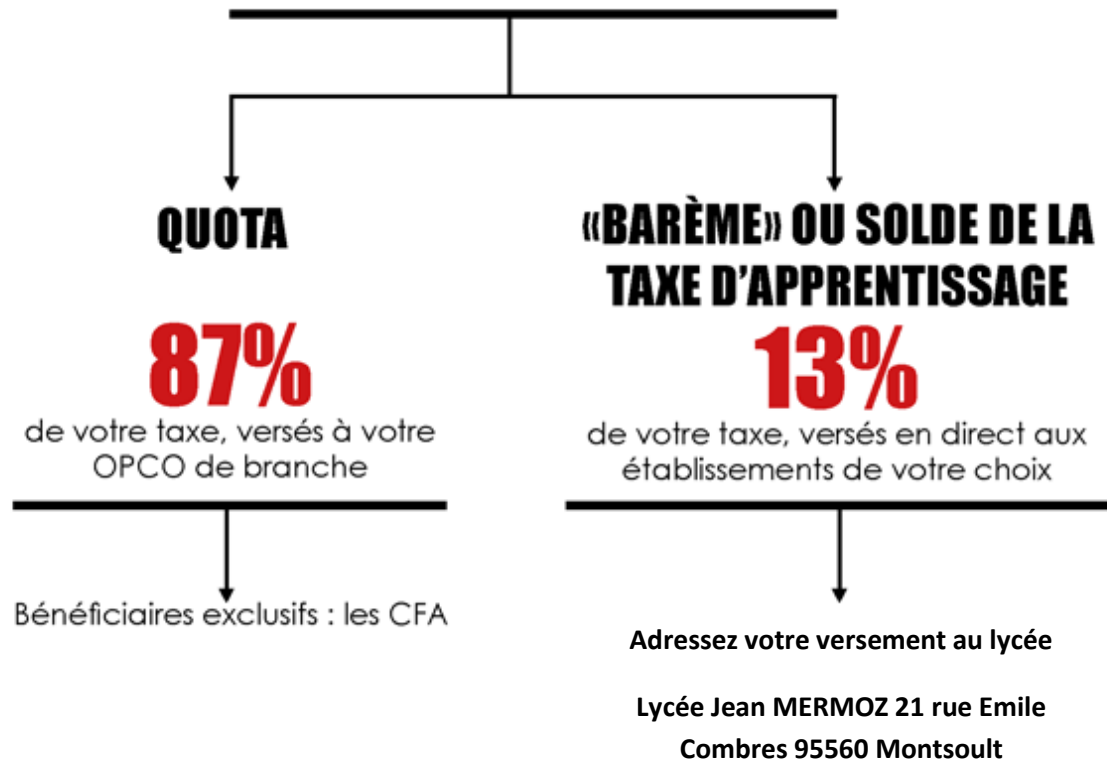 QUOTA
87%
de votre taxe, versés à votre
OPCO de branche
Bénéficiaires exclusifs : les CFA
«BARÈME» OU SOLDE DE LA
TAXE D’APPRENTISSAGE
13%
de votre taxe, versés en direct aux
établissements de votre choix
Adressez votre versement au lycée
Lycée Jean MERMOZ 21 rue Emile
Combres 95560 Montsoult